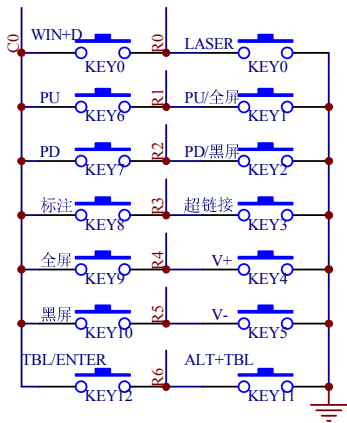 C0 WIN+D R0 LASER
KEY0 KEY0
PU R1 PU/全屏
KEY6 KEY1
PD R2 PD/黑屏
KEY7 KEY2
标注 R3 超链接
KEY8 KEY3
全屏 R4 V+
KEY9 KEY4
黑屏 R5 V-
KEY10 KEY5
TBL/ENTER R6 ALT+TBL
KEY12 KEY11